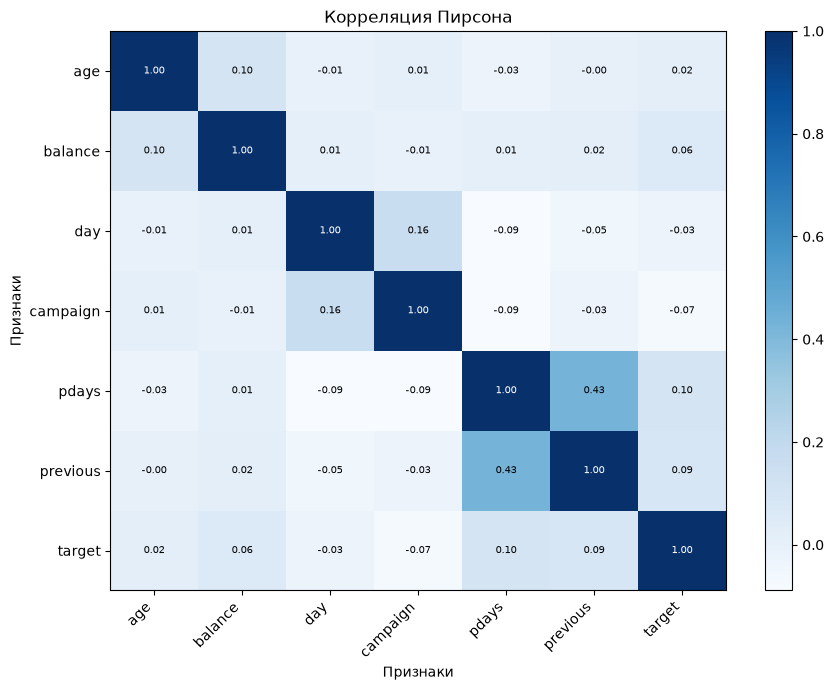 Корреляция Пирсона
age 1.00 0.10 -0.01 0.01 -0.03 -0.00 0.02
balance 0.10 1.00 0.01 -0.01 0.01 0.02 0.06
day -0.01 0.01 1.00 0.16 -0.09 -0.05 -0.03
campaign 0.01 -0.01 0.16 1.00 -0.09 -0.03 -0.07
pdays -0.03 0.01 -0.09 -0.09 1.00 0.43 0.10
previous -0.00 0.02 -0.05 -0.03 0.43 1.00 0.09
target 0.02 0.06 -0.03 -0.07 0.10 0.09 1.00
age balance day campaign pdays previous target
Признаки
Признаки
1.0
0.8
0.6
0.4
0.2
0.0